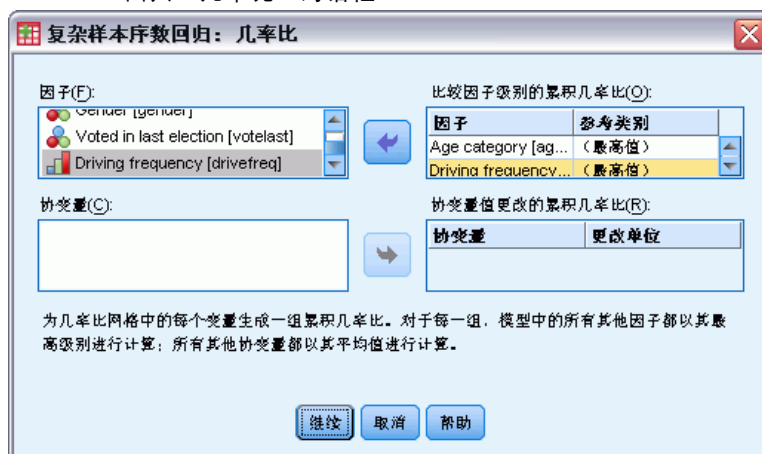 复杂样本序数回归：几率比
因子(F):
Gender [gender]
Voted in last election [votelast]
Driving frequency [drivefreq]
比较因子级别的累积几率比(O):
因子 参考类别
Age category [ag... （最高值）
Driving frequency... （最高值）
协变量(C):
协变量值更改的累积几率比(R):
协变量 更改单位
为几率比网格中的每个变量生成一组累积几率比。对于每一组，模型中的所有其他因子都以其最
高级别进行计算；所有其他协变量都以其平均值进行计算。
继续 取消 帮助